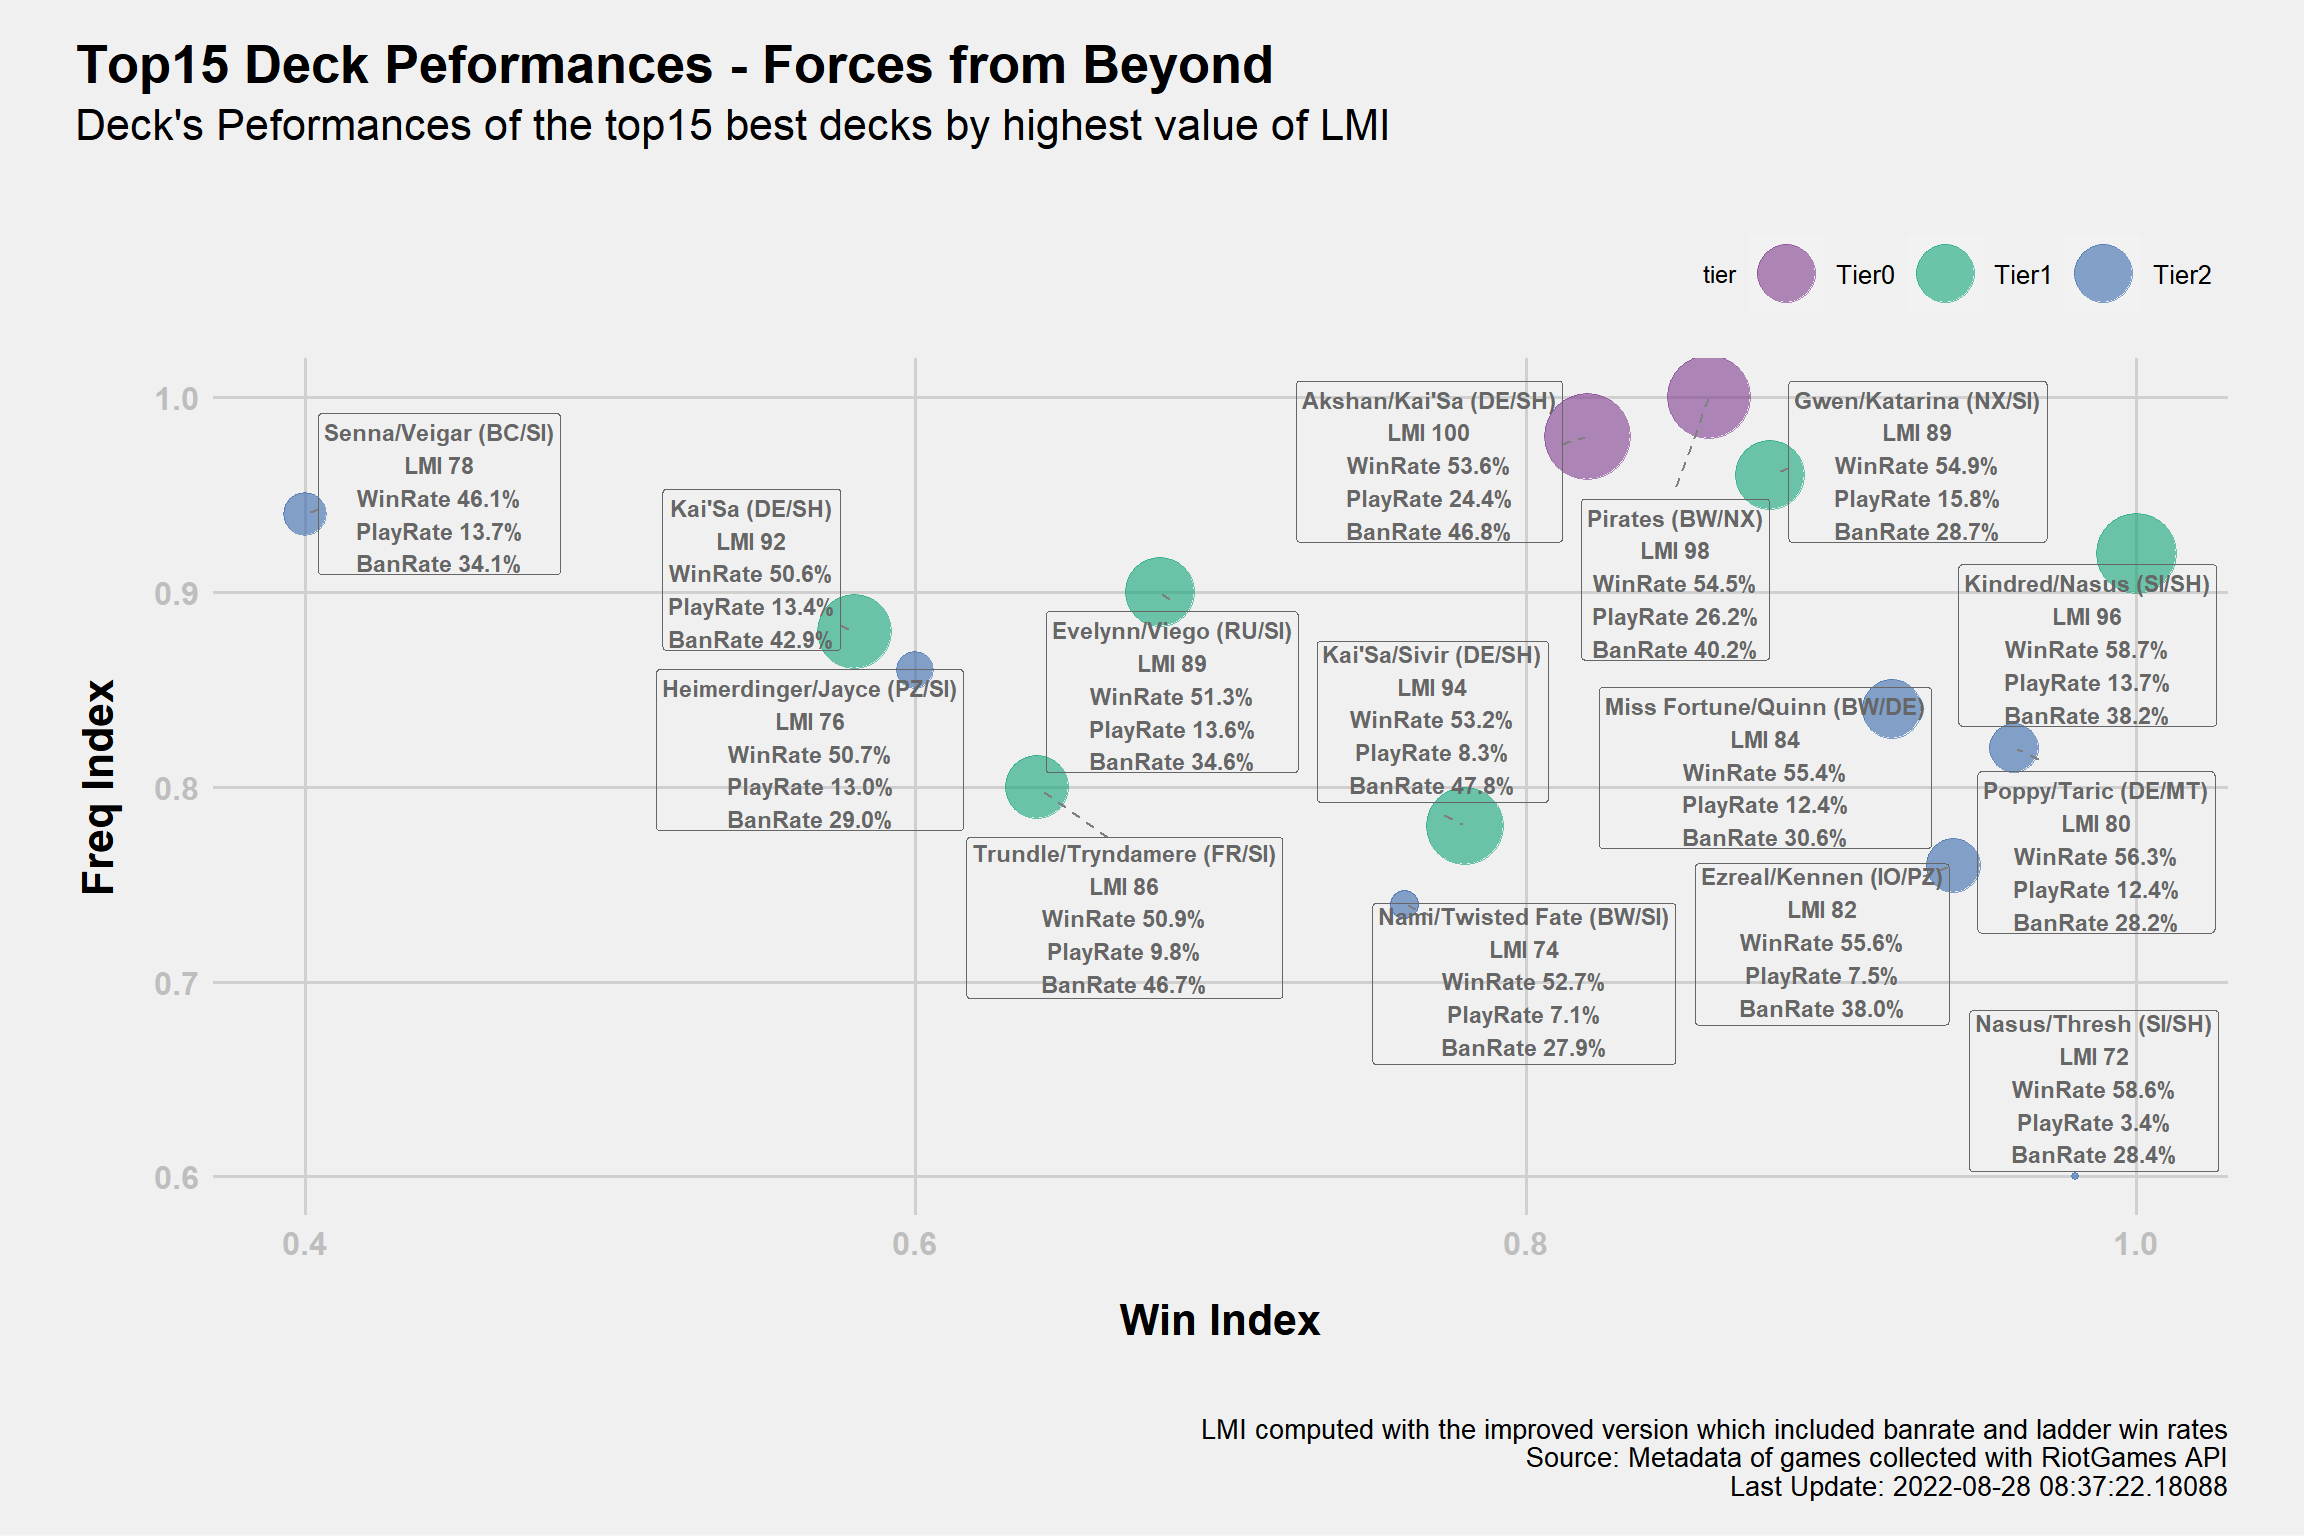 Top15 Deck Peformances - Forces from Beyond
Deck's Peformances of the top15 best decks by highest value of LMI
tier
Tier0
Tier1
Tier2
Freq Index
1.0
0.9
0.8
0.7
0.6
Senna/Veigar (BC/SI)
LMI 78
WinRate 46.1%
PlayRate 13.7%
BanRate 34.1%
Kai'Sa (DE/SH)
LMI 92
WinRate 50.6%
PlayRate 13.4%
BanRate 42.9%
Heimerdinger/Jayce (PZ/SI)
LMI 76
WinRate 50.7%
PlayRate 13.0%
BanRate 29.0%
Evelynn/Viego (RU/SI)
LMI 89
WinRate 51.3%
PlayRate 13.6%
BanRate 34.6%
Trundle/Tryndamere (FR/SI)
LMI 86
WinRate 50.9%
PlayRate 9.8%
BanRate 46.7%
Akshan/Kai'Sa (DE/SH)
LMI 100
WinRate 53.6%
PlayRate 24.4%
BanRate 46.8%
Kai'Sa/Sivir (DE/SH)
LMI 94
WinRate 53.2%
PlayRate 8.3%
BanRate 47.8%
Nami/Twisted Fate (BW/SI)
LMI 74
WinRate 52.7%
PlayRate 7.1%
BanRate 27.9%
Pirates (BW/NX)
LMI 98
WinRate 54.5%
PlayRate 26.2%
BanRate 40.2%
Gwen/Katarina (NX/SI)
LMI 89
WinRate 54.9%
PlayRate 15.8%
BanRate 28.7%
Miss Fortune/Quinn (BW/DE)
LMI 84
WinRate 55.4%
PlayRate 12.4%
BanRate 30.6%
Ezreal/Kennen (IO/PZ)
LMI 82
WinRate 55.6%
PlayRate 7.5%
BanRate 38.0%
Kindred/Nasus (SI/SH)
LMI 96
WinRate 58.7%
PlayRate 13.7%
BanRate 38.2%
Poppy/Taric (DE/MT)
LMI 80
WinRate 56.3%
PlayRate 12.4%
BanRate 28.2%
Nasus/Thresh (SI/SH)
LMI 72
WinRate 58.6%
PlayRate 3.4%
BanRate 28.4%
0.4
0.6
0.8
1.0
Win Index
LMI computed with the improved version which included banrate and ladder win rates
Source: Metadata of games collected with RiotGames API
Last Update: 2022-08-28 08:37:22.18088